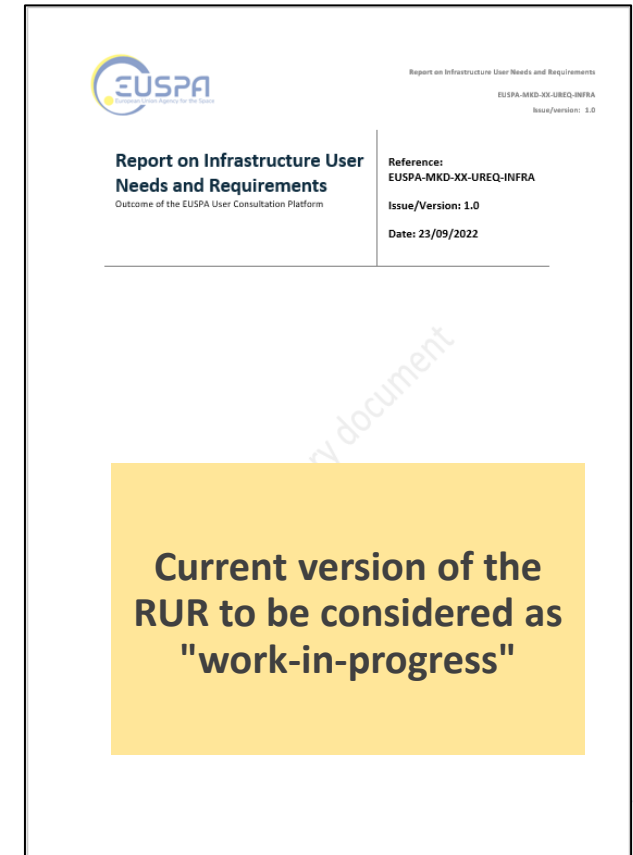 EUSPA
European Union Agency for the Space
Report on Infrastructure User Needs and Requirements
EUSPA-MKD-XX-UREQ-INFRA
Issue/version: 1.0
Report on Infrastructure User
Needs and Requirements
Outcome of the EUSPA User Consultation Platform
Reference:
EUSPA-MKD-XX-UREQ-INFRA
Issue/Version: 1.0
Date: 23/09/2022
document
Current version of the
RUR to be considered as
"work-in-progress"